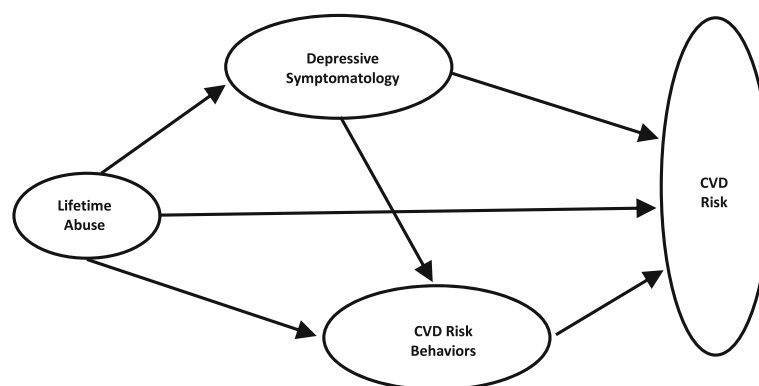 Depressive
Symptomatology
Lifetime
Abuse
CVD
Risk
CVD Risk
Behaviors